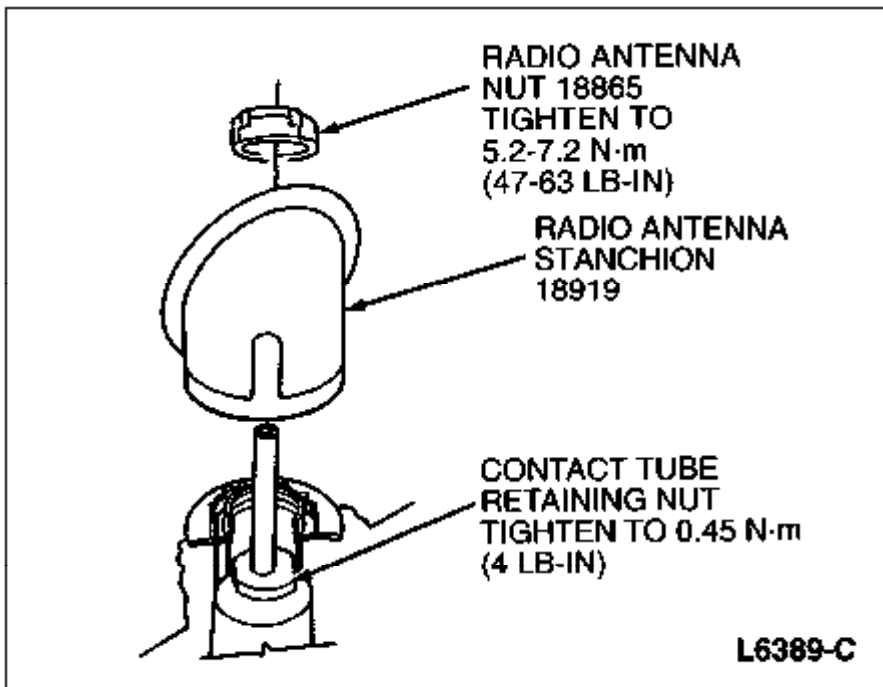 RADIO ANTENNA
NUT 18865
TIGHTEN TO
5.2-7.2 N·m
(47-63 LB-IN)
RADIO ANTENNA
STANCHION
18919
CONTACT TUBE
RETAINING NUT
TIGHTEN TO 0.45 N·m
(4 LB-IN)
L6389-C